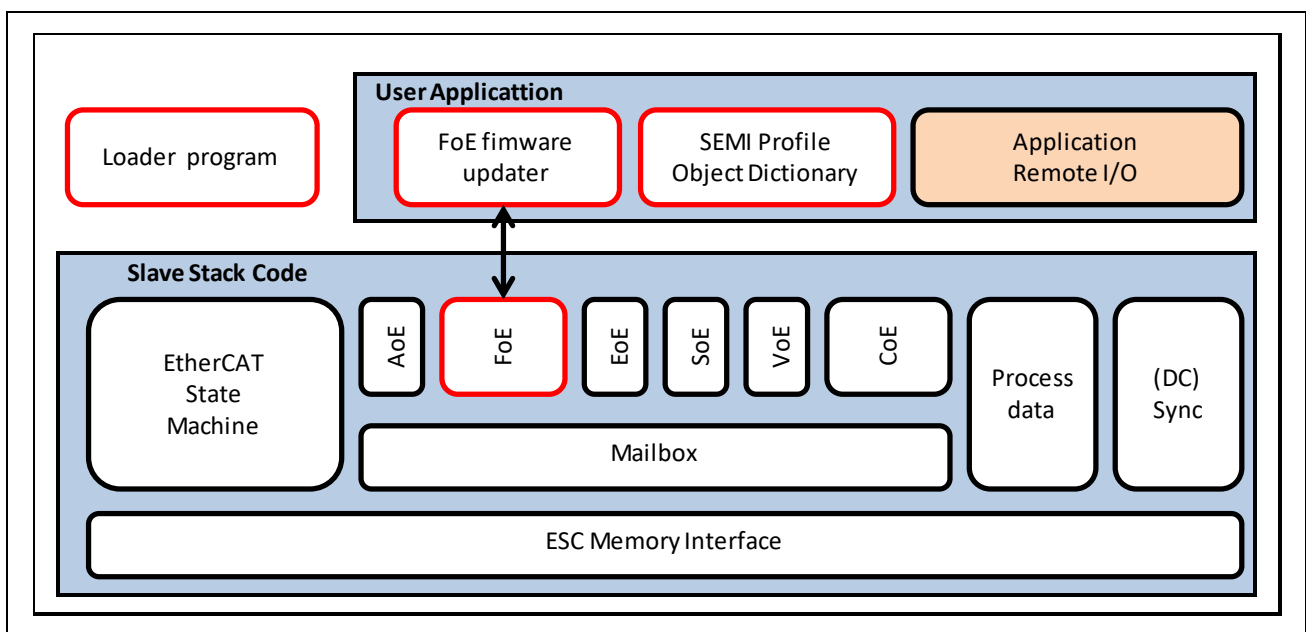 User Applicattion
Loader program
FoE fimware
updater
SEMI Profile
Object Dictionary
Application
Remote I/O
Slave Stack Code
EtherCAT
State
Machine
AoE
FoE
EoE
SoE
VoE
CoE
Process
data
(DC)
Sync
Mailbox
ESC Memory Interface